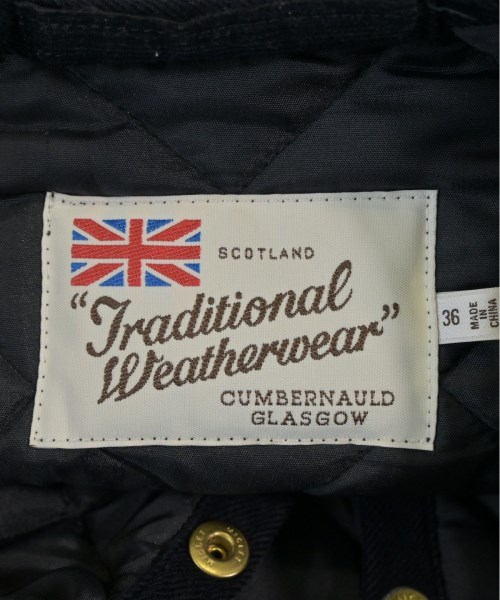 SCOTLAND
"Traditional
Weatherwear"
CUMBERNAULD
GLASGOW
36
MADE
IN
CHINA